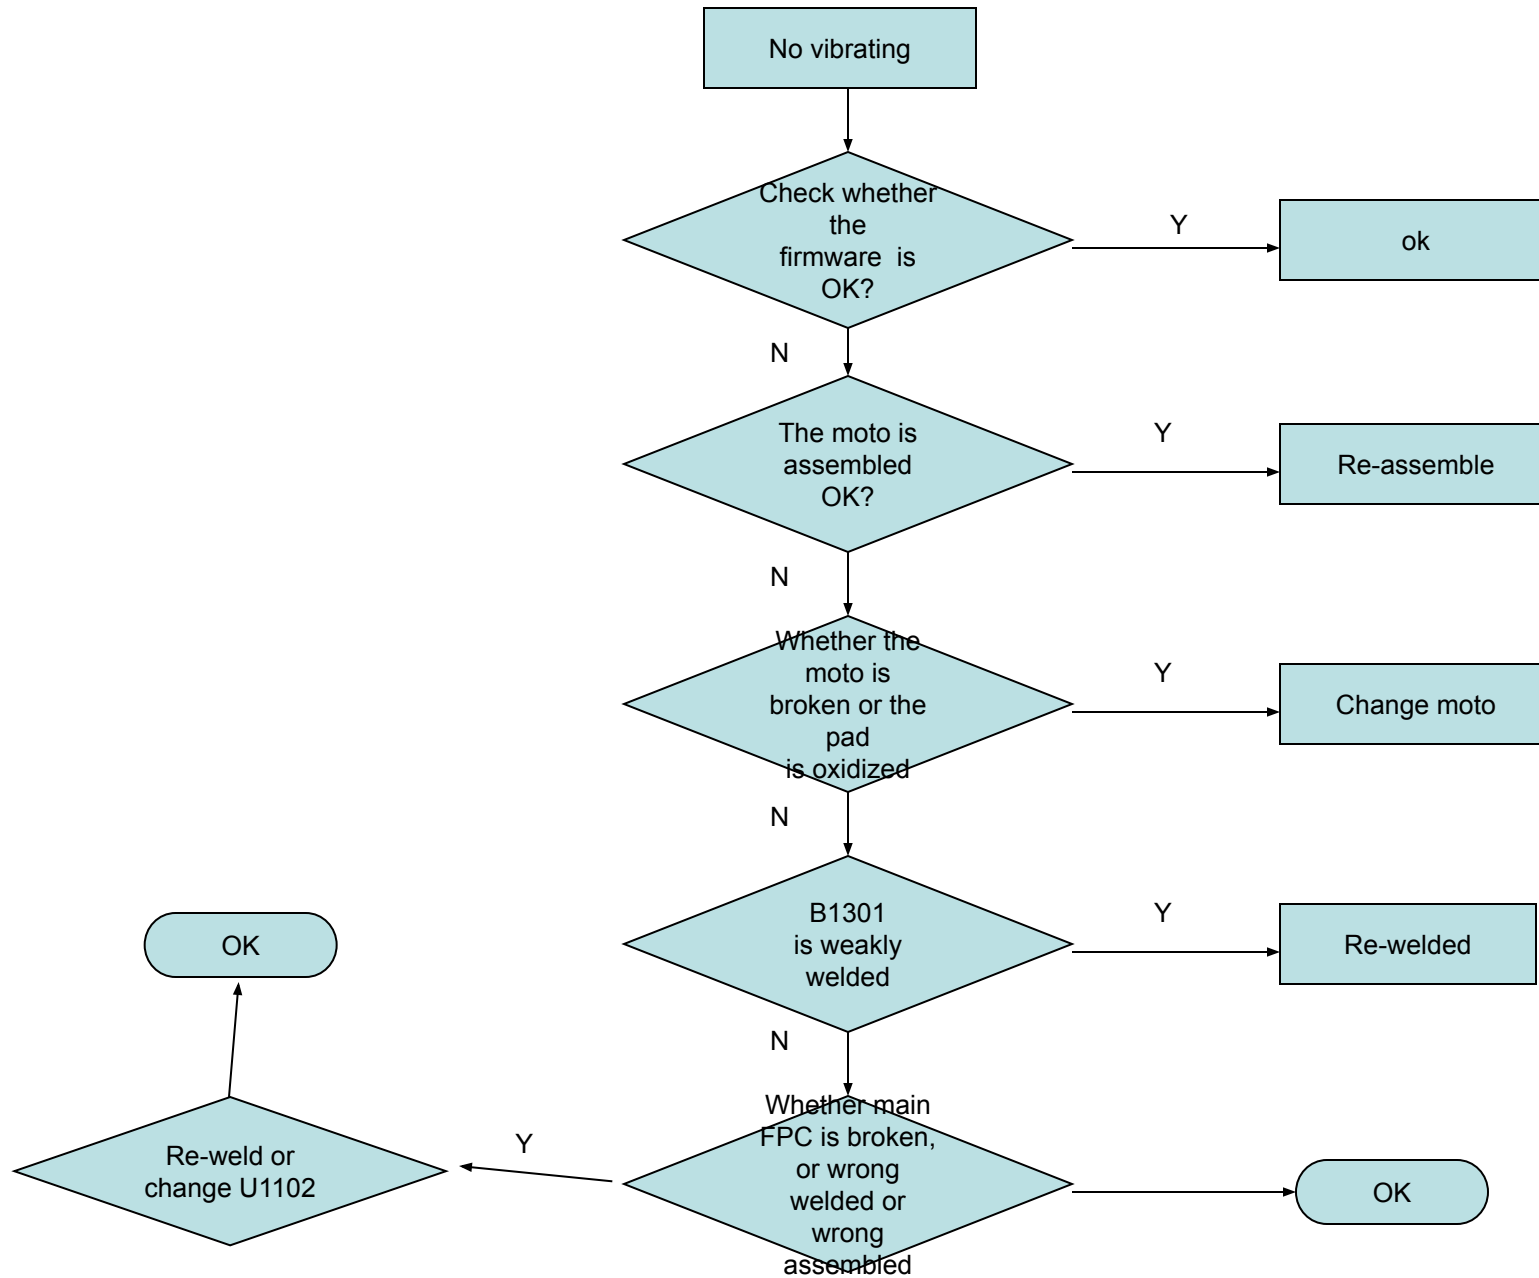 No vibrating
Check whether
the
firmware  is
OK?
Y
ok
N
The moto is
assembled
OK?
Y
Re-assemble
N
Whether the
moto is
broken or the
pad
is oxidized
Y
Change moto
N
B1301
is weakly
welded
Y
Re-welded
OK
N
Whether main
FPC is broken,
or wrong
welded or
wrong
assembled
Y
Re-weld or
change U1102
OK